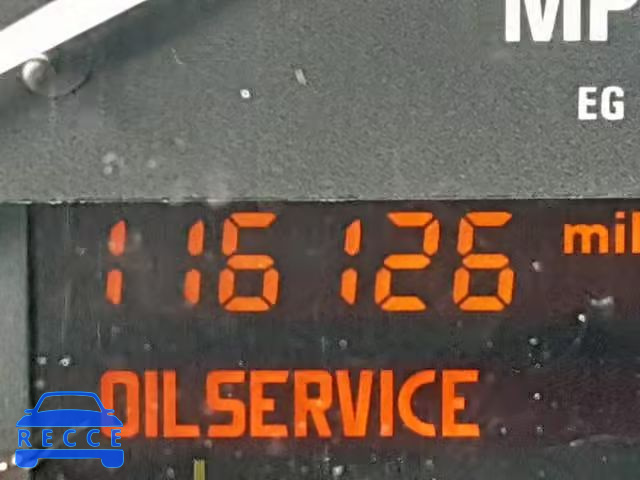 MP
EG
116126 mil
OILSERVICE
RECCE